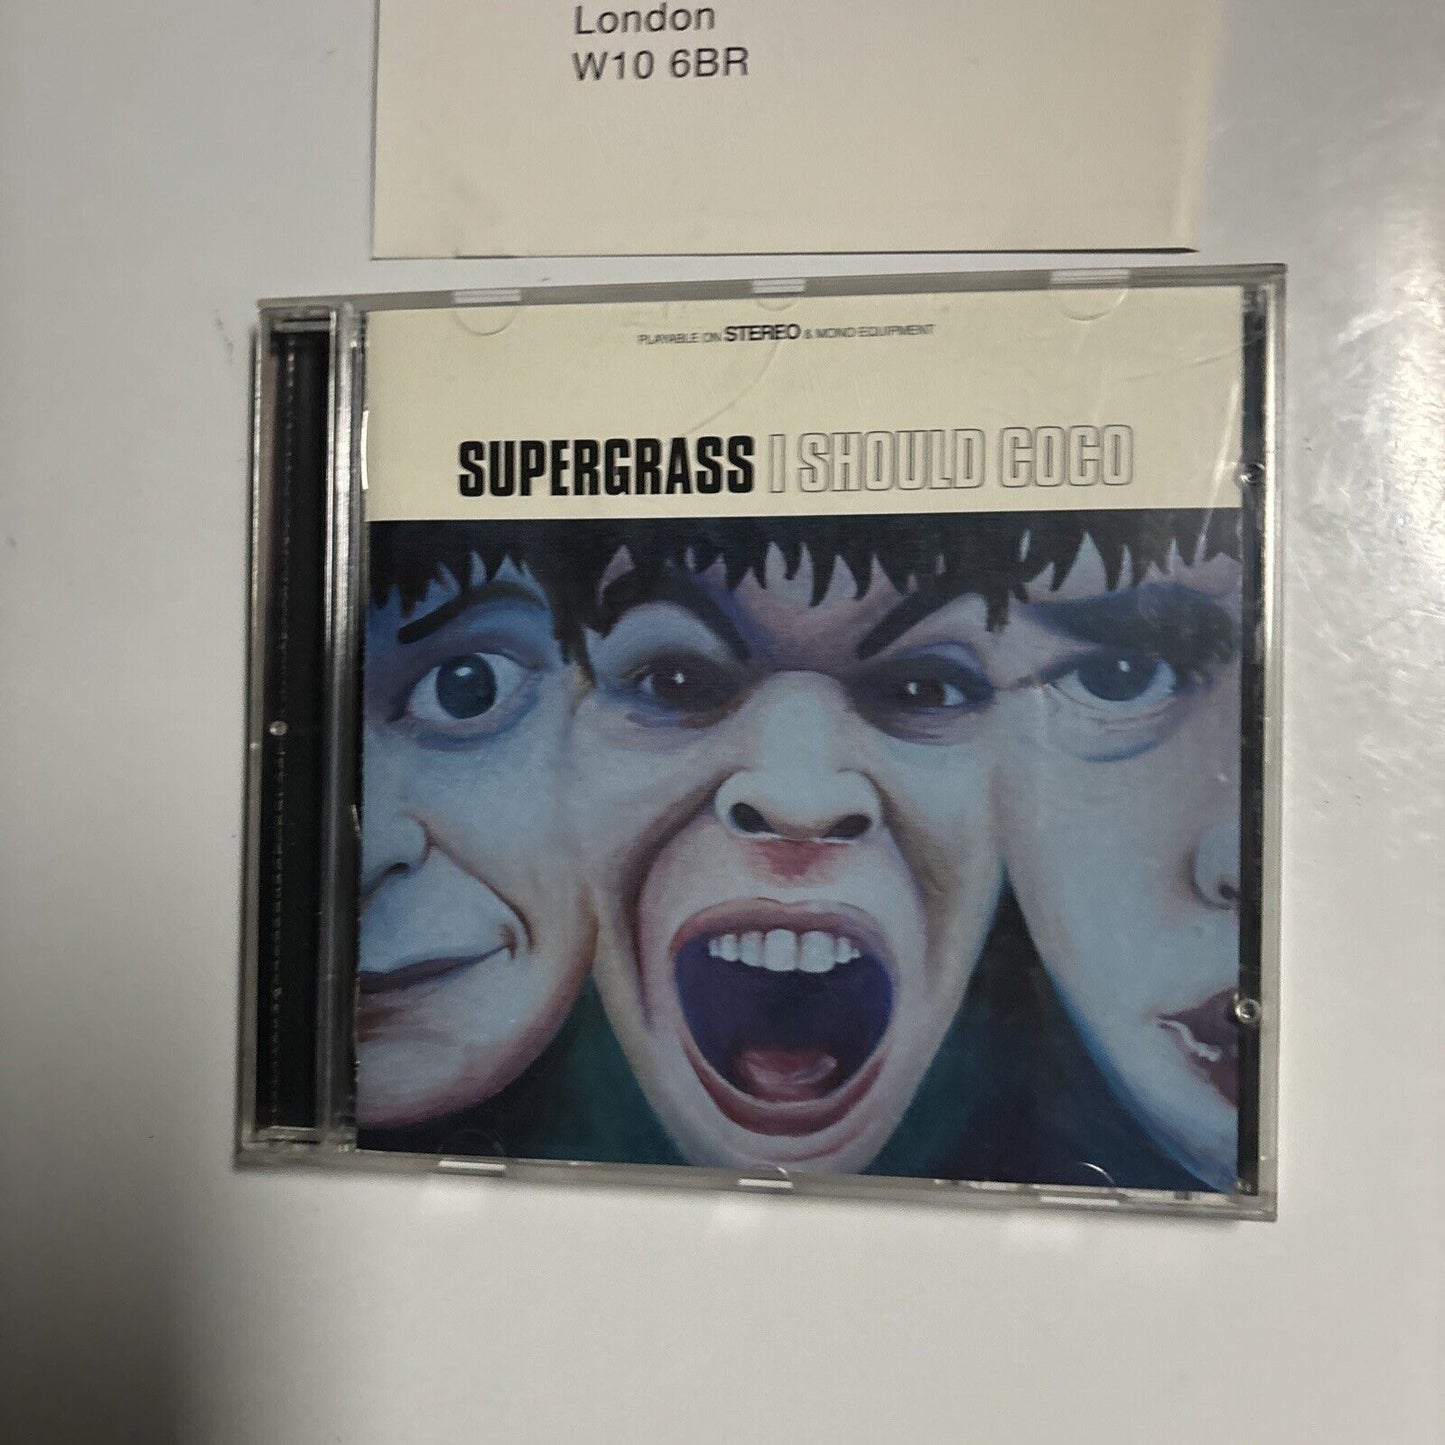 London
W10 6BR
PLAYABLE ON STEREO & MONO EQUIPMENT
SUPERGRASS I SHOULD COCO